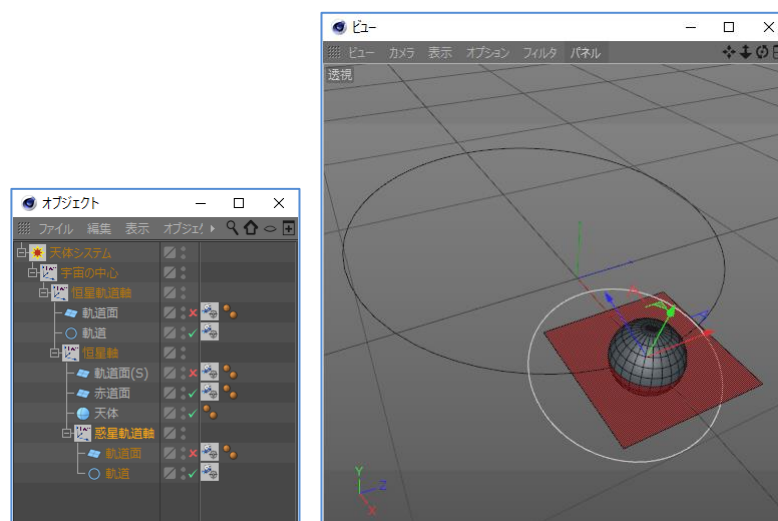 オブジェクト
ファイル 編集 表示 オブジェ
天体システム
宇宙の中心
恒星軌道軸
軌道面
軌道
恒星軸
軌道面(S)
赤道面
天体
惑星軌道軸
軌道面
軌道
ビュー
ビュー カメラ 表示 オプション フィルタ パネル
透視
Y
Z
X